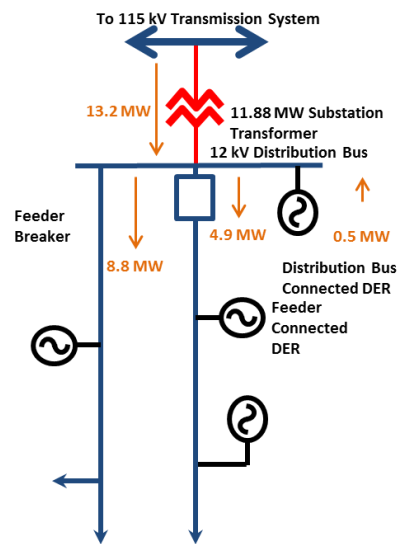 To 115 kV Transmission System
13.2 MW
11.88 MW Substation
Transformer
12 kV Distribution Bus
Feeder
Breaker
8.8 MW
4.9 MW
0.5 MW
Distribution Bus
Connected DER
Feeder
Connected
DER